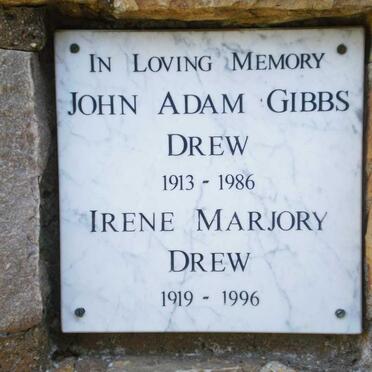 In Loving Memory
John Adam Gibbs
Drew
1913 - 1986
Irene Marjory
Drew
1919 - 1996